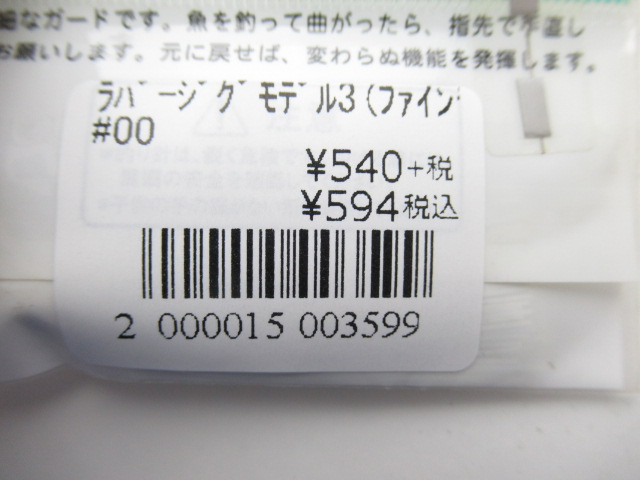 細なガードです。魚を釣って曲がったら、指先で手直し
お願いします。元に戻せば、変わらぬ機能を発揮します。
ﾗﾊﾞｰｼﾞｸﾞﾓﾃﾞﾙ3(ﾌｧｲﾝ
#00
¥540+税
¥594税込
2 000015 003599